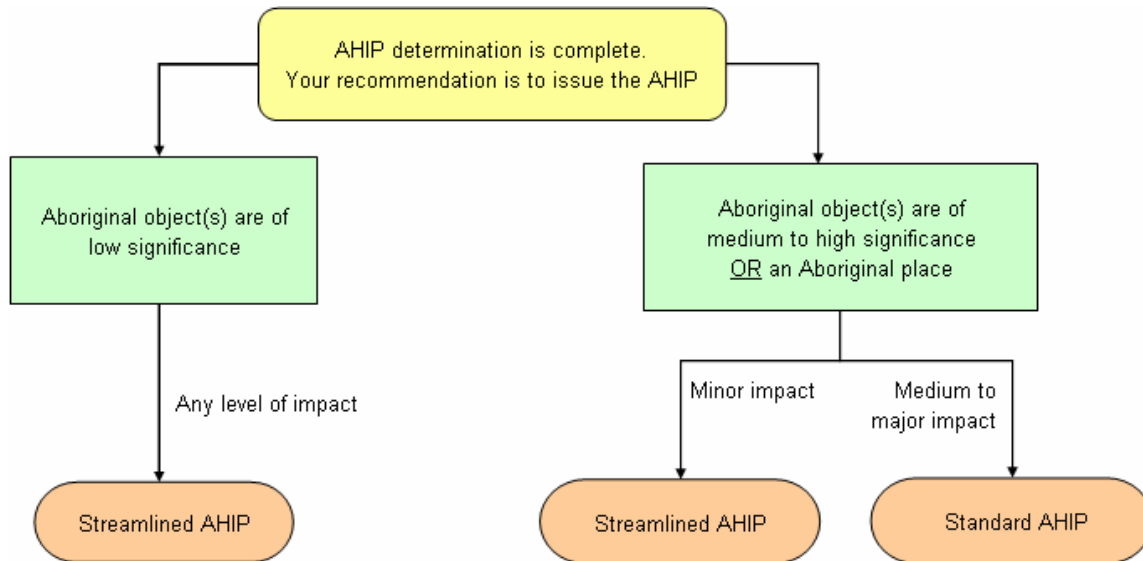 AHIP determination is complete.
Your recommendation is to issue the AHIP
Aboriginal object(s) are of
low significance
Aboriginal object(s) are of
medium to high significance
OR an Aboriginal place
Any level of impact
Minor impact
Medium to
major impact
Streamlined AHIP
Streamlined AHIP
Standard AHIP